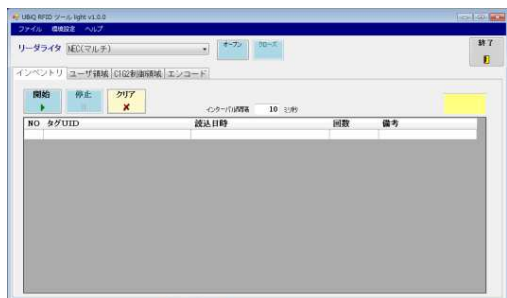 UBIQ RFID ツール light v1.0.0
ファイル 環境設定 ヘルプ
リーダライタ NEC(マルチ) オープン クローズ 終了
インベントリ ユーザ領域 C1G2制御領域 エンコード
開始 停止 クリア
インターバル間隔 10 ミリ秒
NO タグUID 読込日時 回数 備考